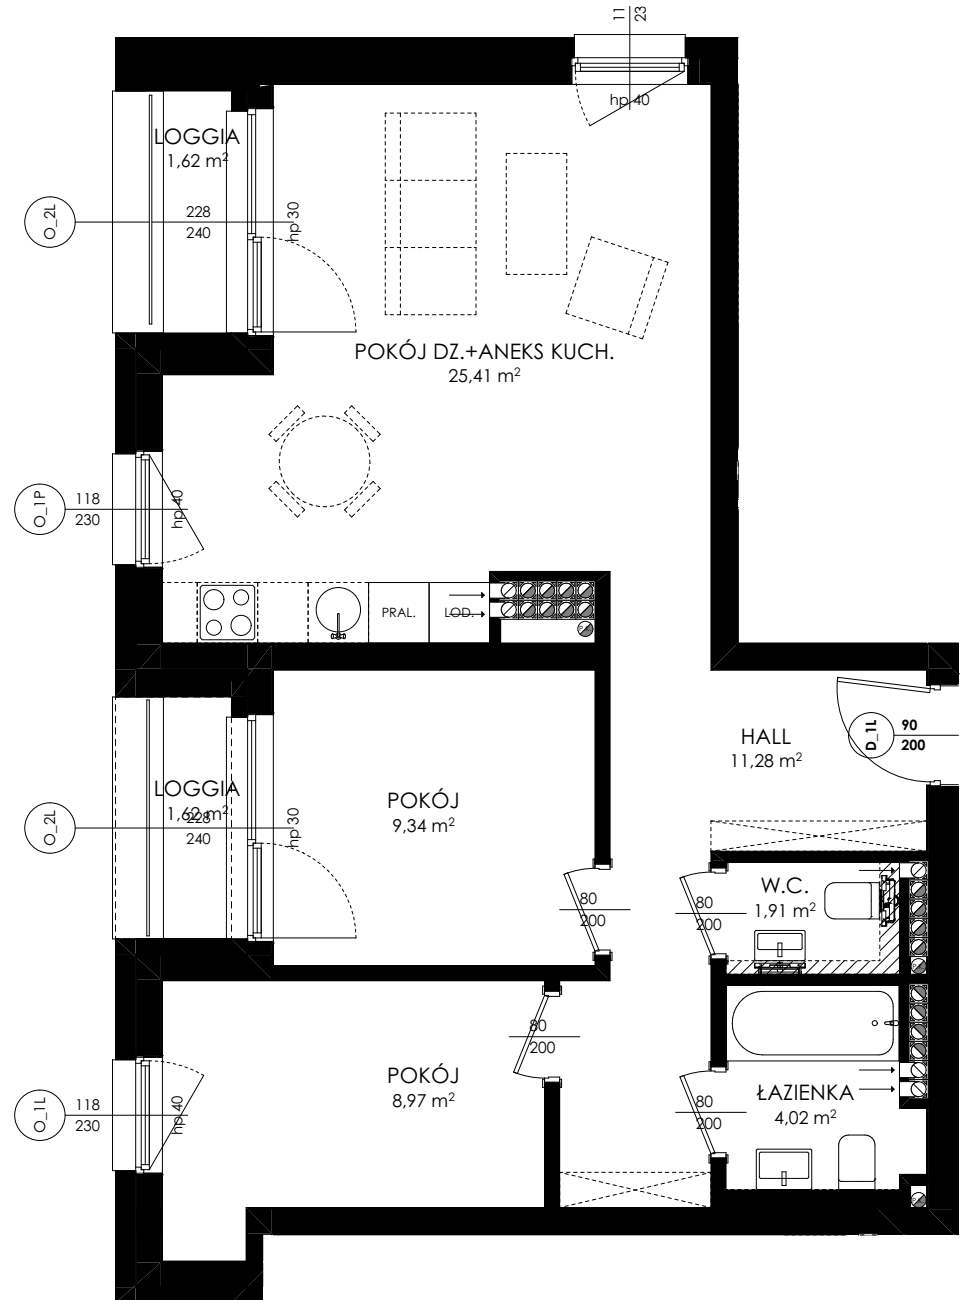 11
23
hp 40
LOGGIA
1,62 m²
O_2L
228
240
hp 30
POKÓJ DZ.+ANEKS KUCH.
25,41 m²
O_1P
118
230
hp 40
PRAL.
LOD.
HALL
11,28 m²
D_1L
90
200
LOGGIA
1,62 m²
O_2L
228
240
hp 30
POKÓJ
9,34 m²
80
200
80
200
W.C.
1,91 m²
80
200
POKÓJ
8,97 m²
O_1L
118
230
hp 40
80
200
ŁAZIENKA
4,02 m²